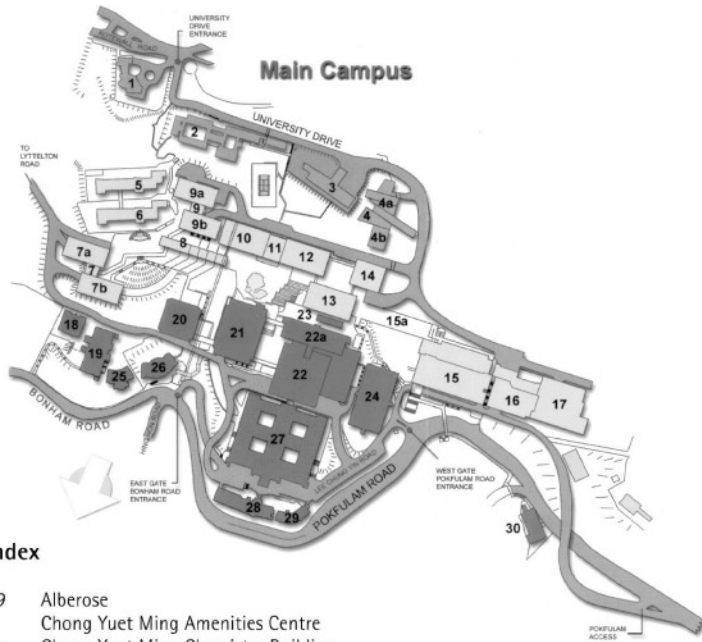 UNIVERSITY
DRIVE
ENTRANCE
Main Campus
1
UNIVERSITY DRIVE
2
TO
LYTTELTON
ROAD
3
5
9a
4a
9
4
6
9b
4b
8
10
11
12
7a
7
14
7b
13
23
15a
18
20
21
22a
19
15
22
26
24
16
17
25
BONHAM ROAD
27
LEE CHUNG YIN ROAD
EAST GATE
BONHAM ROAD
ENTRANCE
POKFULAM ROAD
WEST GATE
POKFULAM ROAD
ENTRANCE
28
29
30
ndex
9 Alberose
Chong Yuet Ming Amenities Centre
Chong Yuet Ming Chemistry Building
POKFULAM
ACCESS